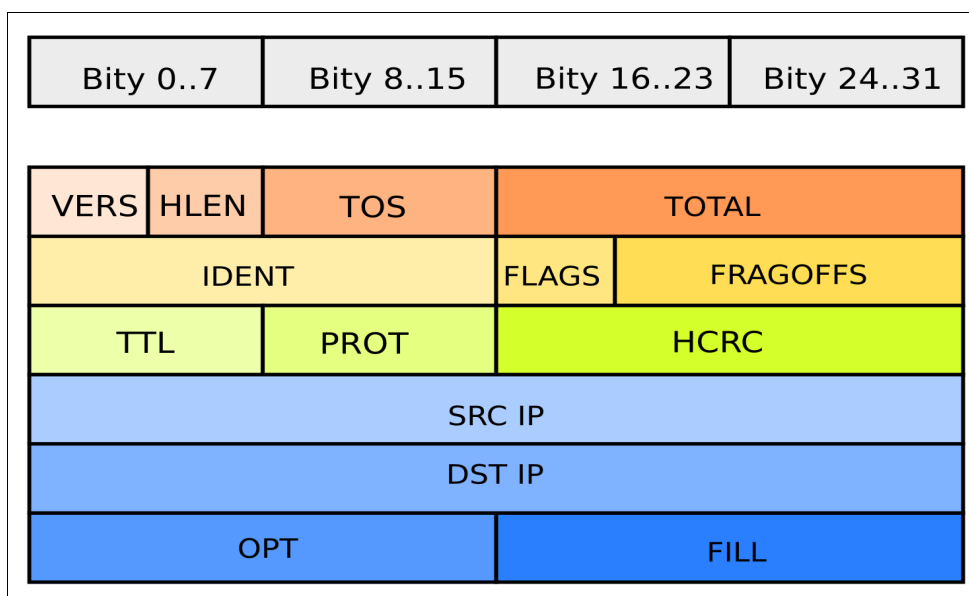 Bity 0..7 Bity 8..15 Bity 16..23 Bity 24..31
VERS HLEN TOS TOTAL
IDENT FLAGS FRAGOFFS
TTL PROT HCRC
SRC IP
DST IP
OPT FILL